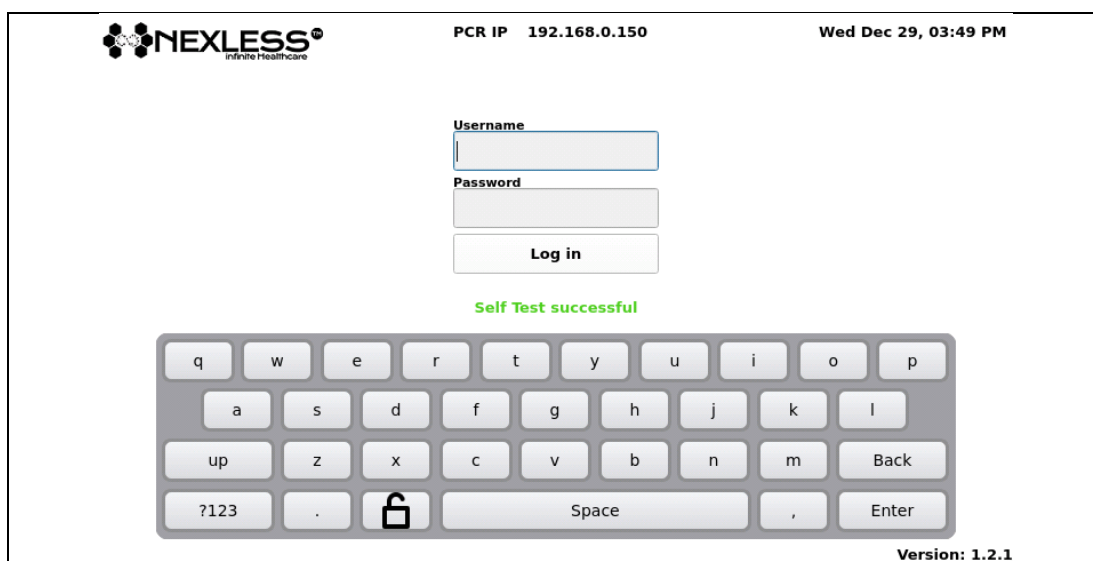 NEXLESS™
infinite Healthcare
PCR IP 192.168.0.150
Wed Dec 29, 03:49 PM
Username
Password
Log in
Self Test successful
q w e r t y u i o p
a s d f g h j k l
up z x c v b n m Back
?123 . Space , Enter
Version: 1.2.1